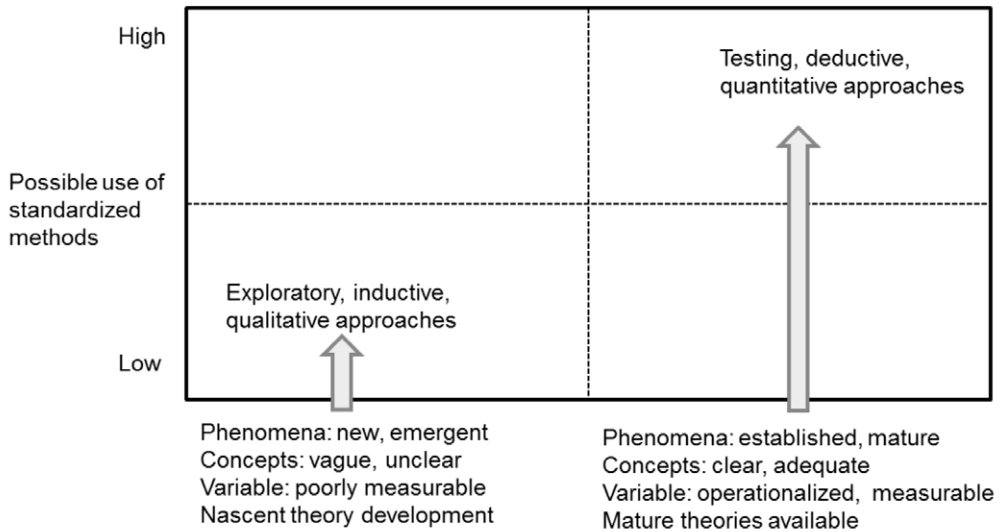 High
Testing, deductive,
quantitative approaches
Possible use of
standardized
methods
Exploratory, inductive,
qualitative approaches
Low
Phenomena: new, emergent
Concepts: vague, unclear
Variable: poorly measurable
Nascent theory development
Phenomena: established, mature
Concepts: clear, adequate
Variable: operationalized, measurable
Mature theories available